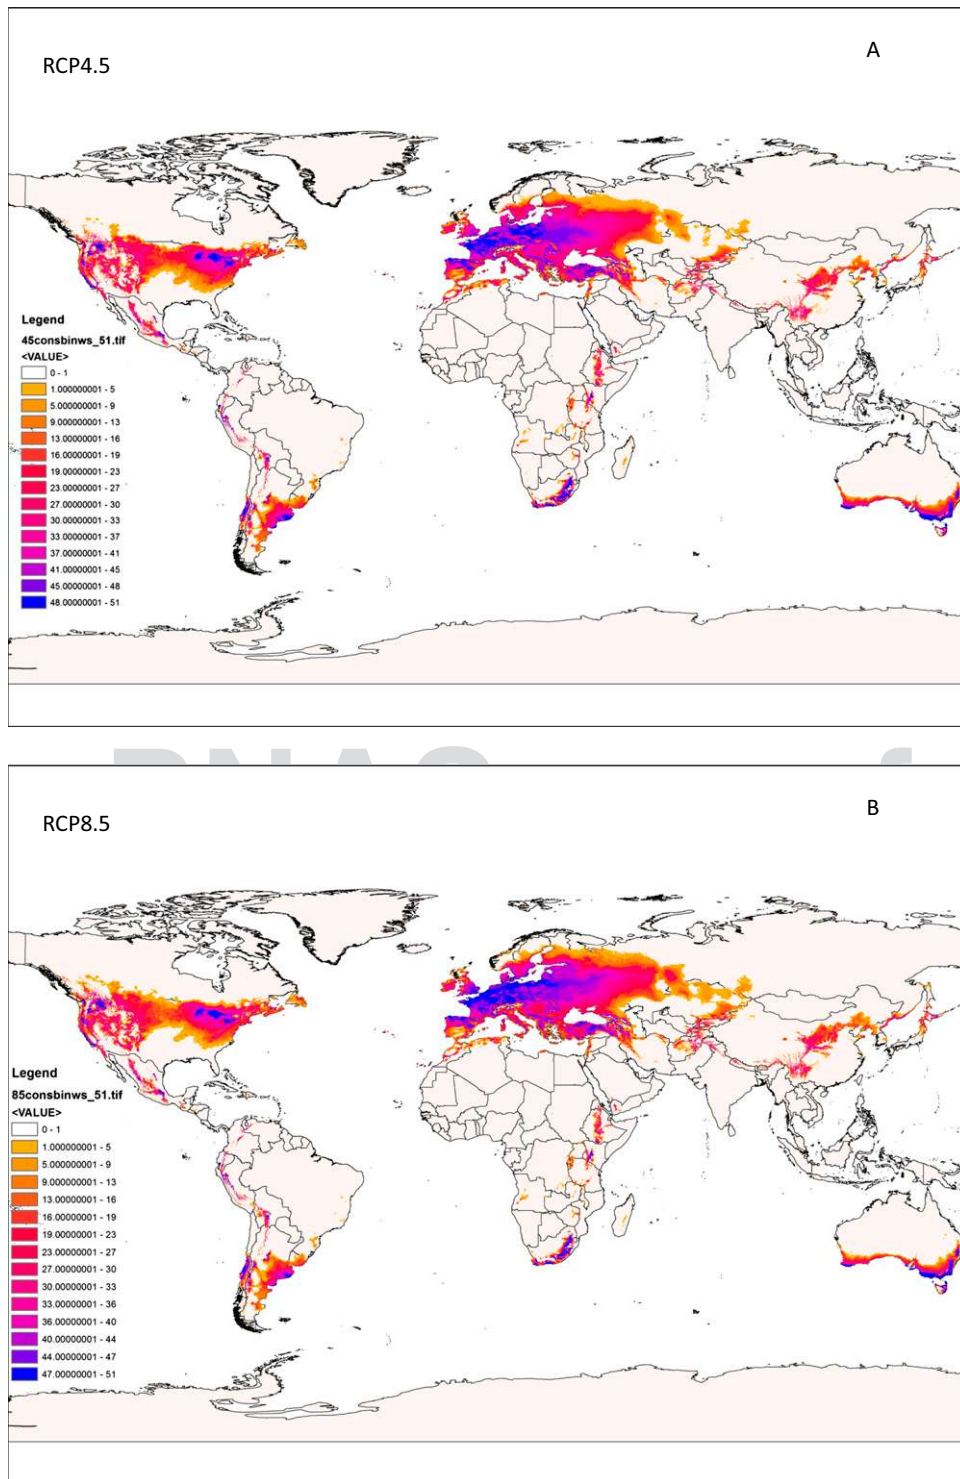 RCP4.5
A
Legend
45consbinws_51.tif
<VALUE>
0 - 1
1.000000001 - 5
5.000000001 - 9
9.000000001 - 13
13.00000001 - 16
16.00000001 - 19
19.00000001 - 23
23.00000001 - 27
27.00000001 - 30
30.00000001 - 33
33.00000001 - 37
37.00000001 - 41
41.00000001 - 45
45.00000001 - 48
48.00000001 - 51
RCP8.5
B
Legend
85consbinws_51.tif
<VALUE>
0 - 1
1.000000001 - 5
5.000000001 - 9
9.000000001 - 13
13.00000001 - 16
16.00000001 - 19
19.00000001 - 23
23.00000001 - 27
27.00000001 - 30
30.00000001 - 33
33.00000001 - 36
36.00000001 - 40
40.00000001 - 44
44.00000001 - 47
47.00000001 - 51